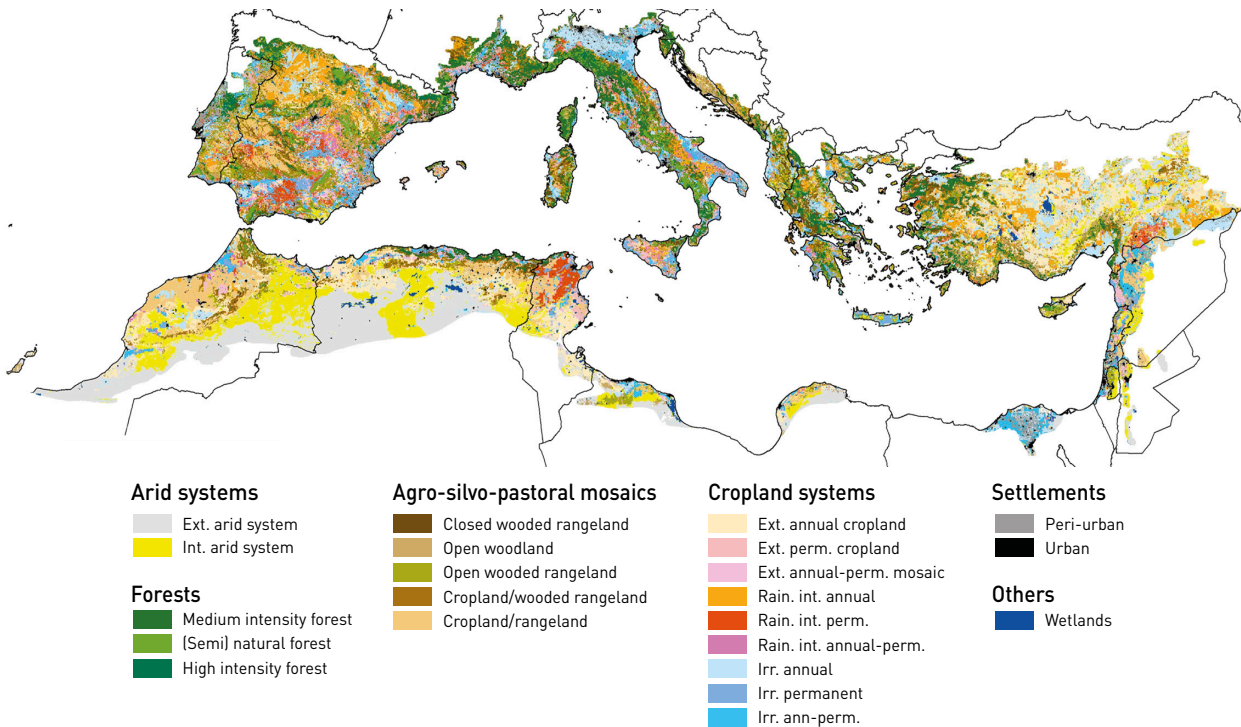 Arid systems
Ext. arid system
Int. arid system
Forests
Medium intensity forest
(Semi) natural forest
High intensity forest
Agro-silvo-pastoral mosaics
Closed wooded rangeland
Open woodland
Open wooded rangeland
Cropland/wooded rangeland
Cropland/rangeland
Cropland systems
Ext. annual cropland
Ext. perm. cropland
Ext. annual-perm. mosaic
Rain. int. annual
Rain. int. perm.
Rain. int. annual-perm.
Irr. annual
Irr. permanent
Irr. ann-perm.
Settlements
Peri-urban
Urban
Others
Wetlands